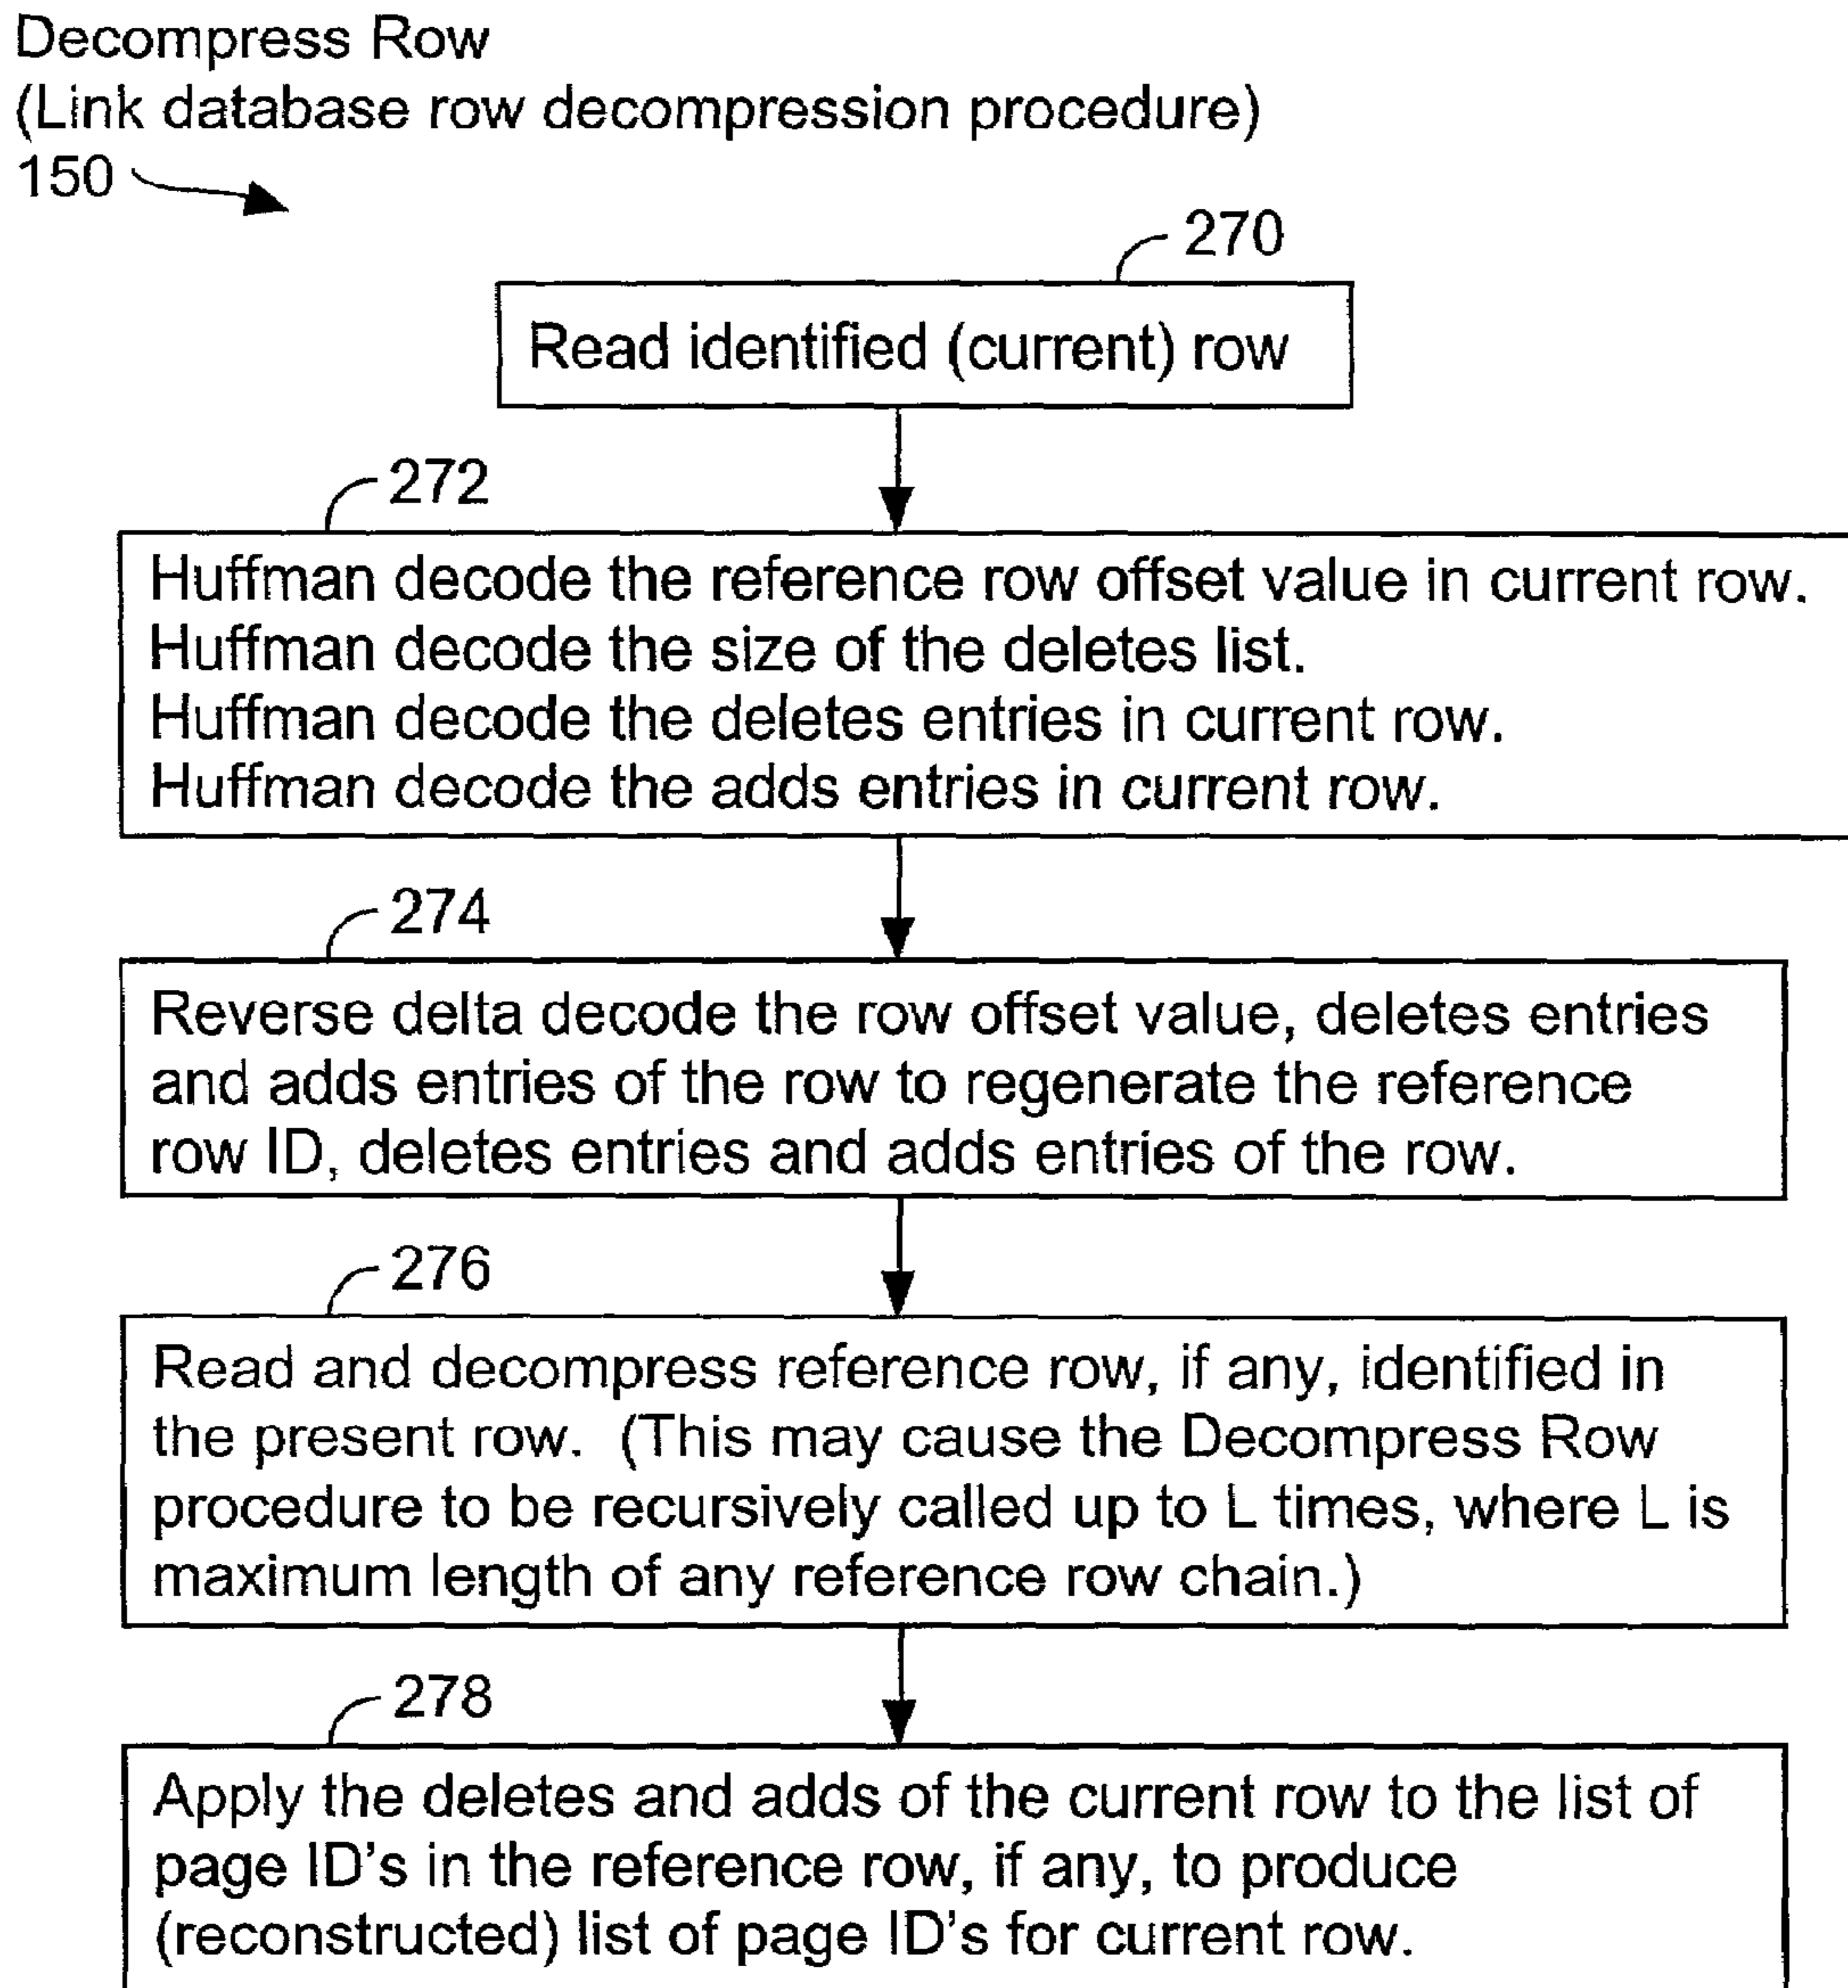 Decompress Row
(Link database row decompression procedure)
150
270
Read identified (current) row
272
Huffman decode the reference row offset value in current row.
Huffman decode the size of the deletes list.
Huffman decode the deletes entries in current row.
Huffman decode the adds entries in current row.
274
Reverse delta decode the row offset value, deletes entries
and adds entries of the row to regenerate the reference
row ID, deletes entries and adds entries of the row.
276
Read and decompress reference row, if any, identified in
the present row.  (This may cause the Decompress Row
procedure to be recursively called up to L times, where L is
maximum length of any reference row chain.)
278
Apply the deletes and adds of the current row to the list of
page ID's in the reference row, if any, to produce
(reconstructed) list of page ID's for current row.